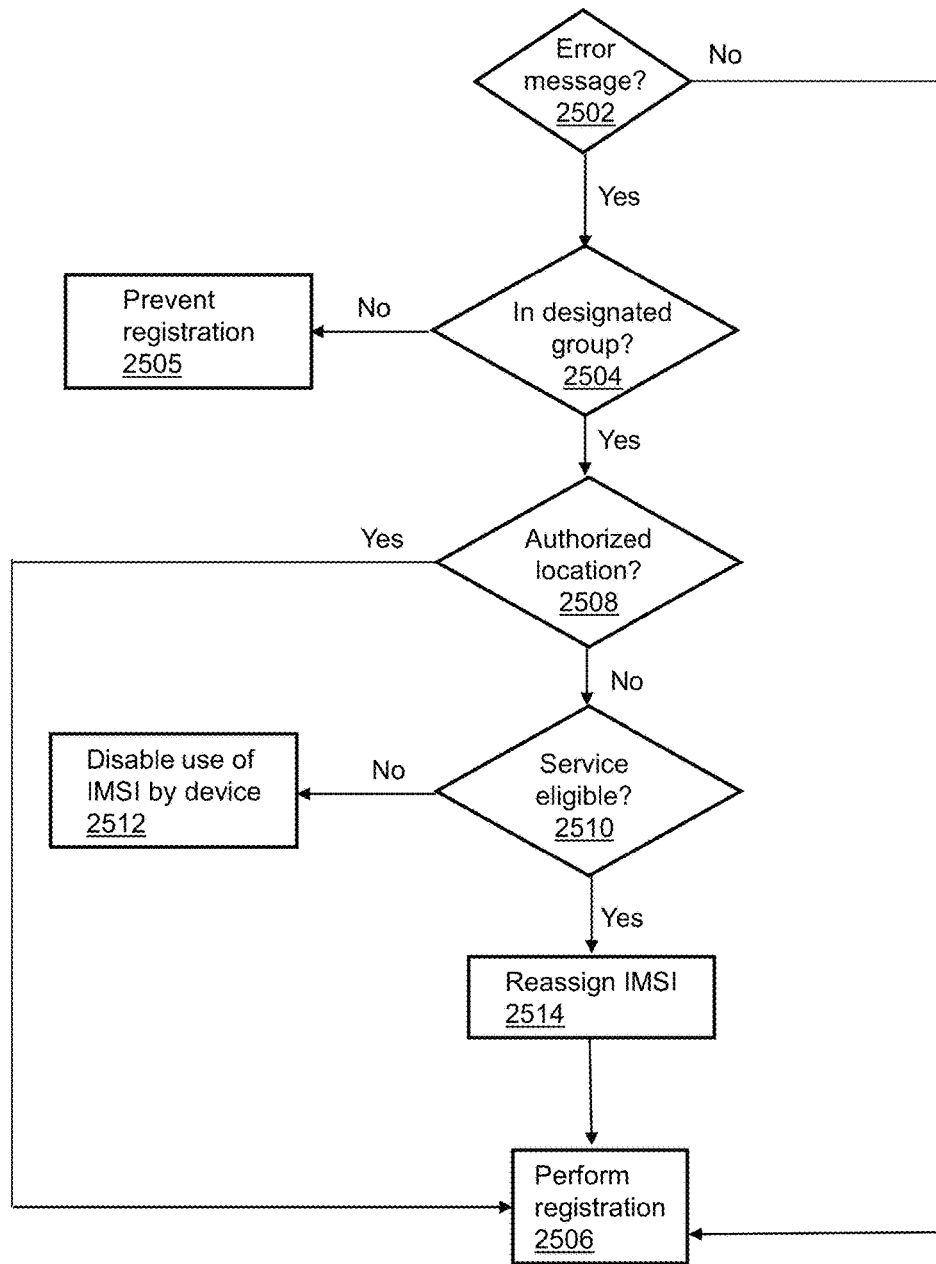 Error
message?
2502
No
Yes
In designated
group?
2504
No
Prevent
registration
2505
Yes
Authorized
location?
2508
Yes
No
Service
eligible?
2510
No
Disable use of
IMSI by device
2512
Yes
Reassign IMSI
2514
Perform
registration
2506